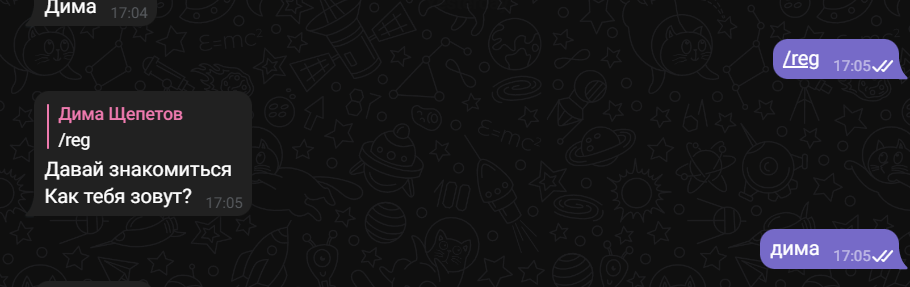 Дима 17:04
/reg 17:05
Дима Щепетов
/reg
Давай знакомиться
Как тебя зовут? 17:05
дима 17:05